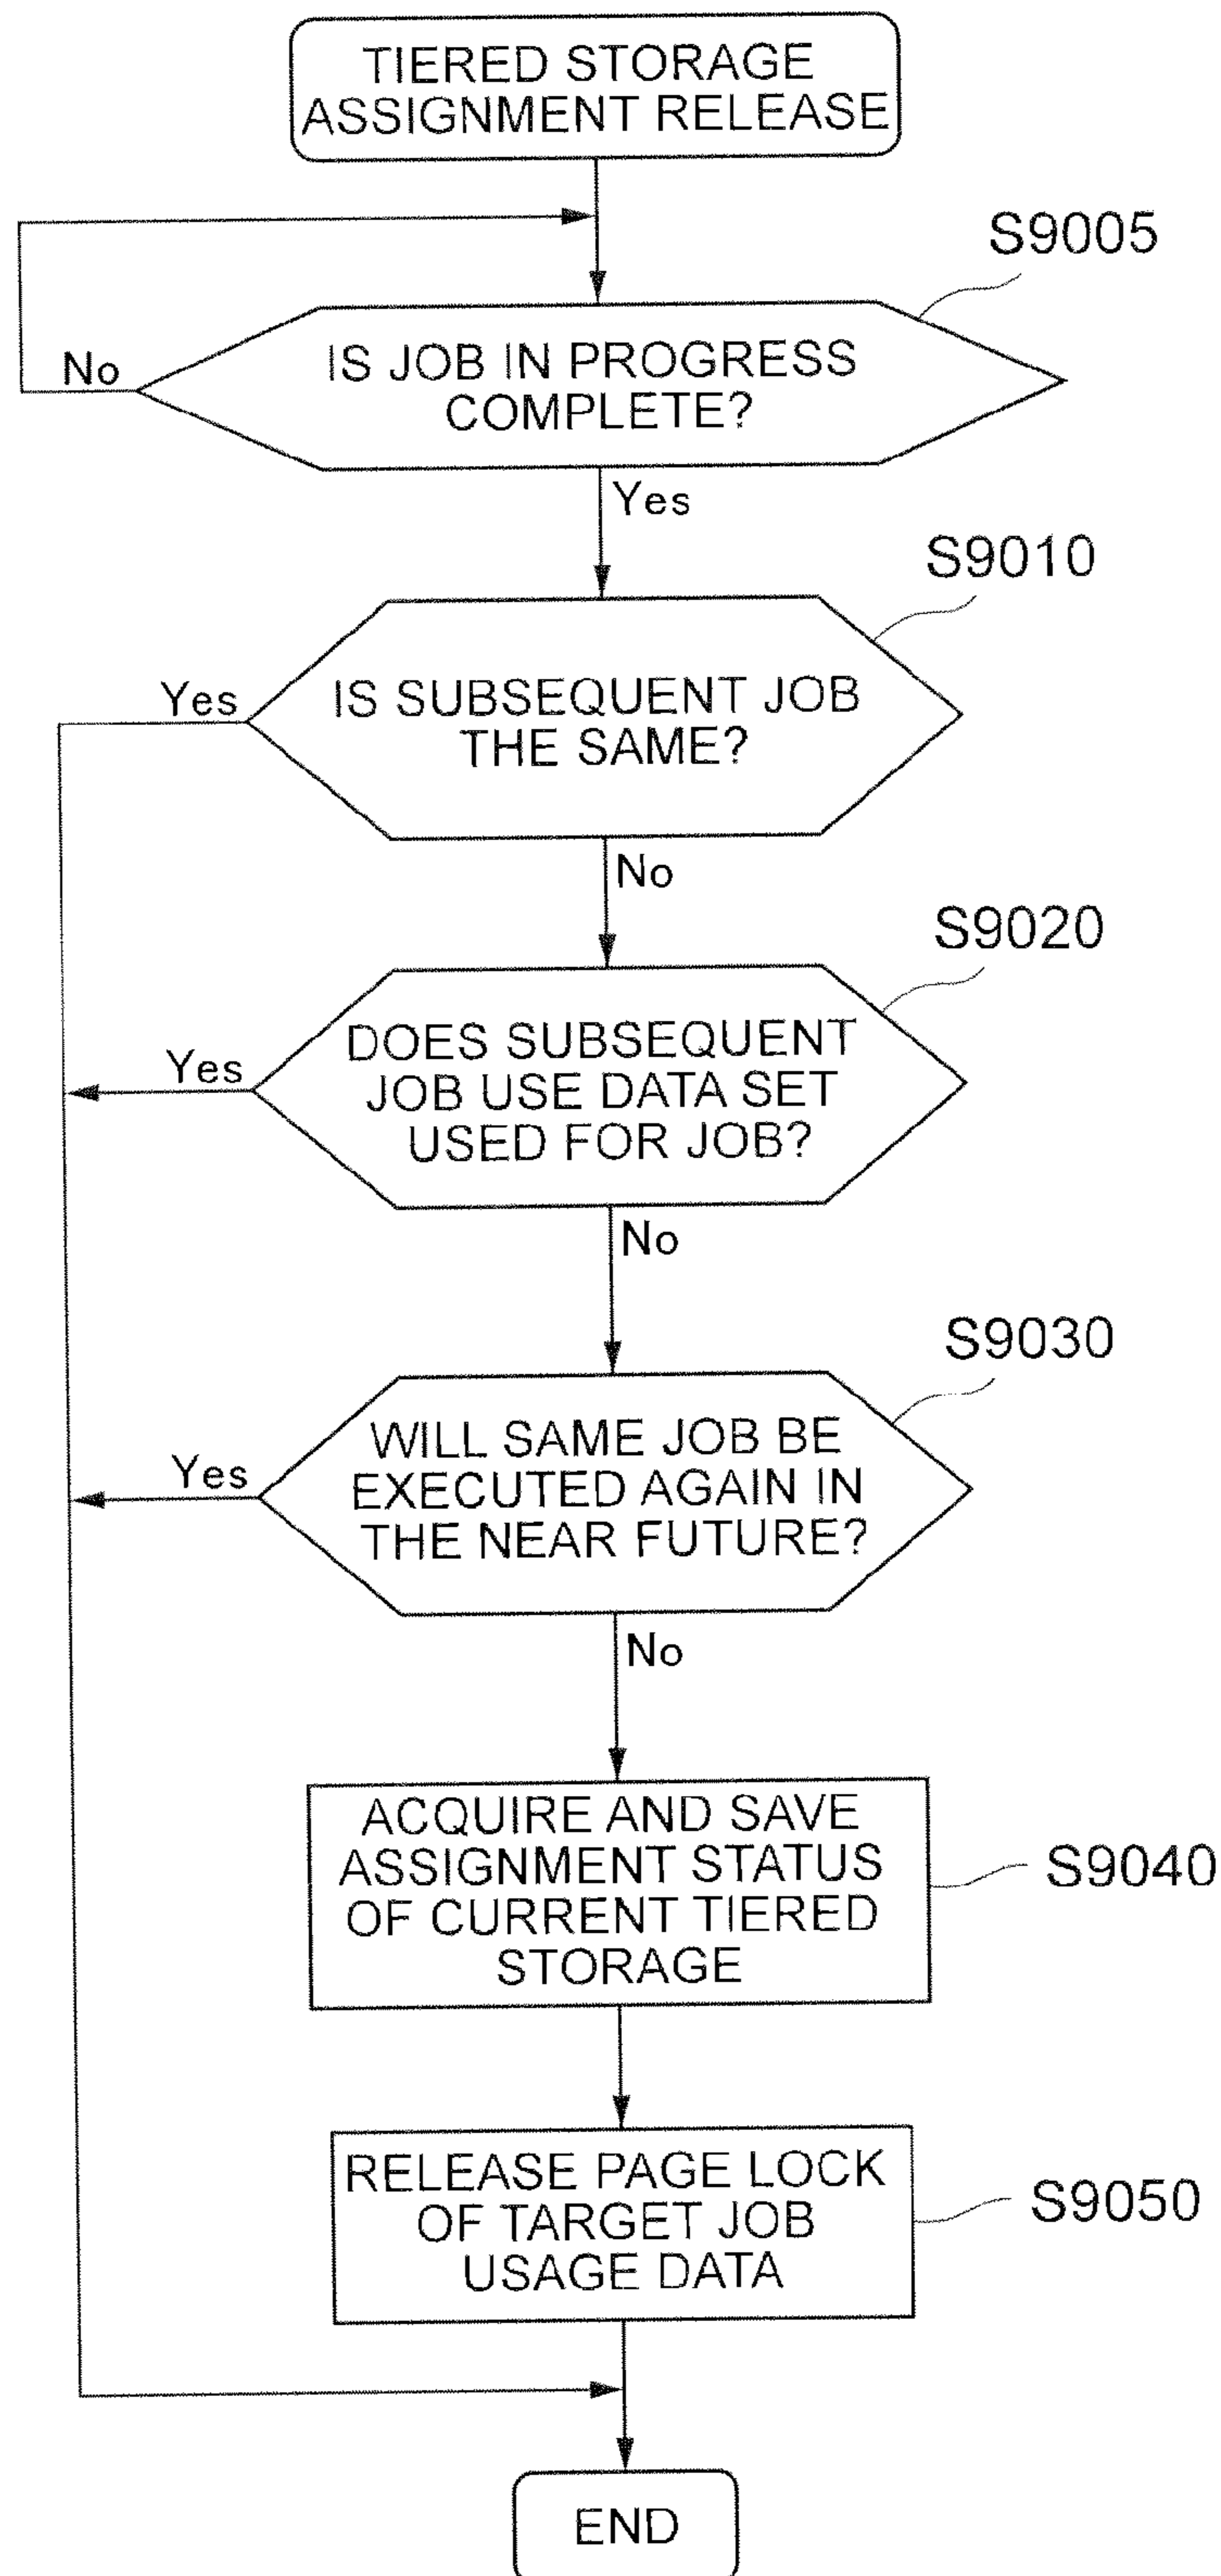 TIERED STORAGE
ASSIGNMENT RELEASE
S9005
IS JOB IN PROGRESS
COMPLETE?
No
Yes
S9010
IS SUBSEQUENT JOB
THE SAME?
Yes
No
S9020
DOES SUBSEQUENT
JOB USE DATA SET
USED FOR JOB?
Yes
No
S9030
WILL SAME JOB BE
EXECUTED AGAIN IN
THE NEAR FUTURE?
Yes
No
ACQUIRE AND SAVE
ASSIGNMENT STATUS
OF CURRENT TIERED
STORAGE
S9040
RELEASE PAGE LOCK
OF TARGET JOB
USAGE DATA
S9050
END